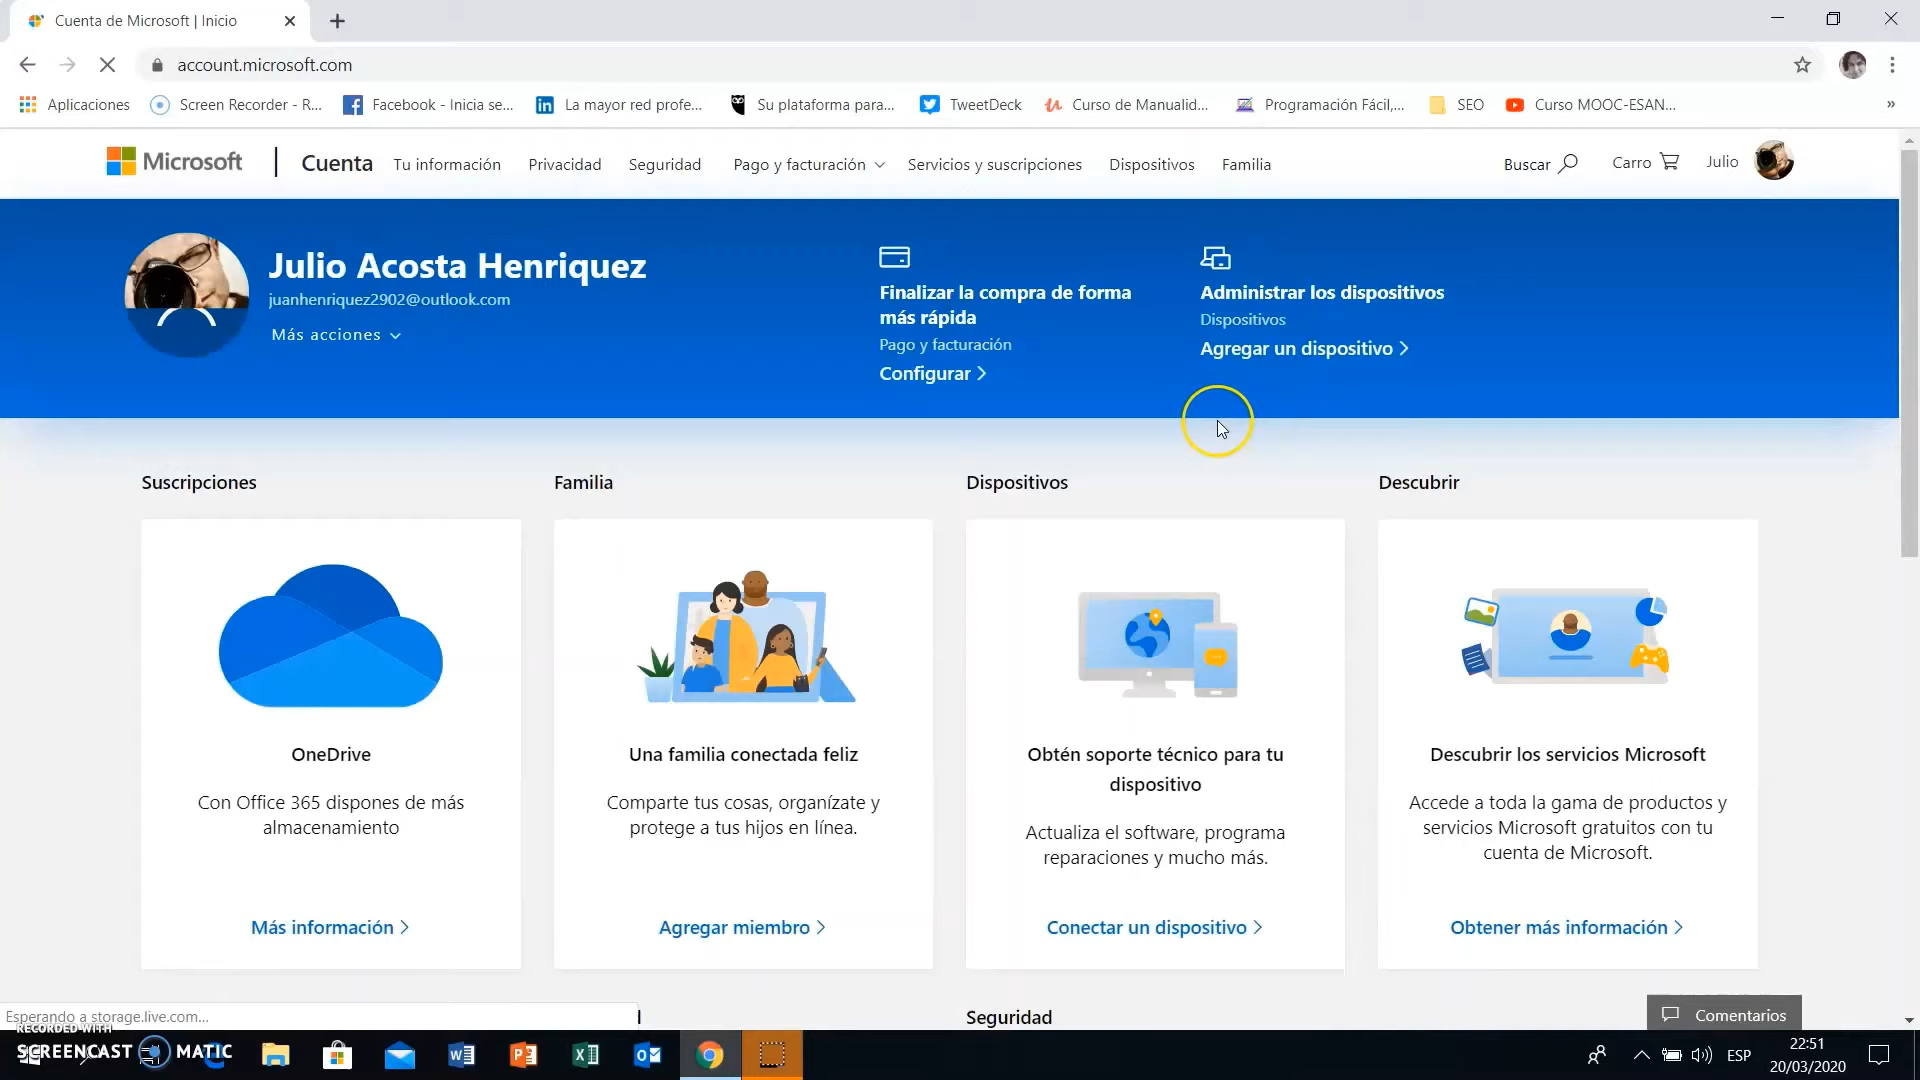 Cuenta de Microsoft | Inicio
account.microsoft.com
Aplicaciones
Screen Recorder - R...
Facebook - Inicia se...
La mayor red profe...
Su plataforma para...
TweetDeck
Curso de Manualid...
Programación Fácil,...
SEO
Curso MOOC-ESAN...
»
Microsoft
Cuenta
Tu información
Privacidad
Seguridad
Pago y facturación
Servicios y suscripciones
Dispositivos
Familia
Buscar
Carro
Julio
Julio Acosta Henriquez
juanhenriquez2902@outlook.com
Más acciones
Finalizar la compra de forma
más rápida
Pago y facturación
Configurar
Administrar los dispositivos
Dispositivos
Agregar un dispositivo
Suscripciones
Familia
Dispositivos
Descubrir
OneDrive
Con Office 365 dispones de más
almacenamiento
Más información
Una familia conectada feliz
Comparte tus cosas, organízate y
protege a tus hijos en línea.
Agregar miembro
Obtén soporte técnico para tu
dispositivo
Actualiza el software, programa
reparaciones y mucho más.
Conectar un dispositivo
Descubrir los servicios Microsoft
Accede a toda la gama de productos y
servicios Microsoft gratuitos con tu
cuenta de Microsoft.
Obtener más información
Esperando a storage.live.com...
Seguridad
Comentarios
RECORDED WITH
SCREENCAST MATIC
ESP
22:51
20/03/2020